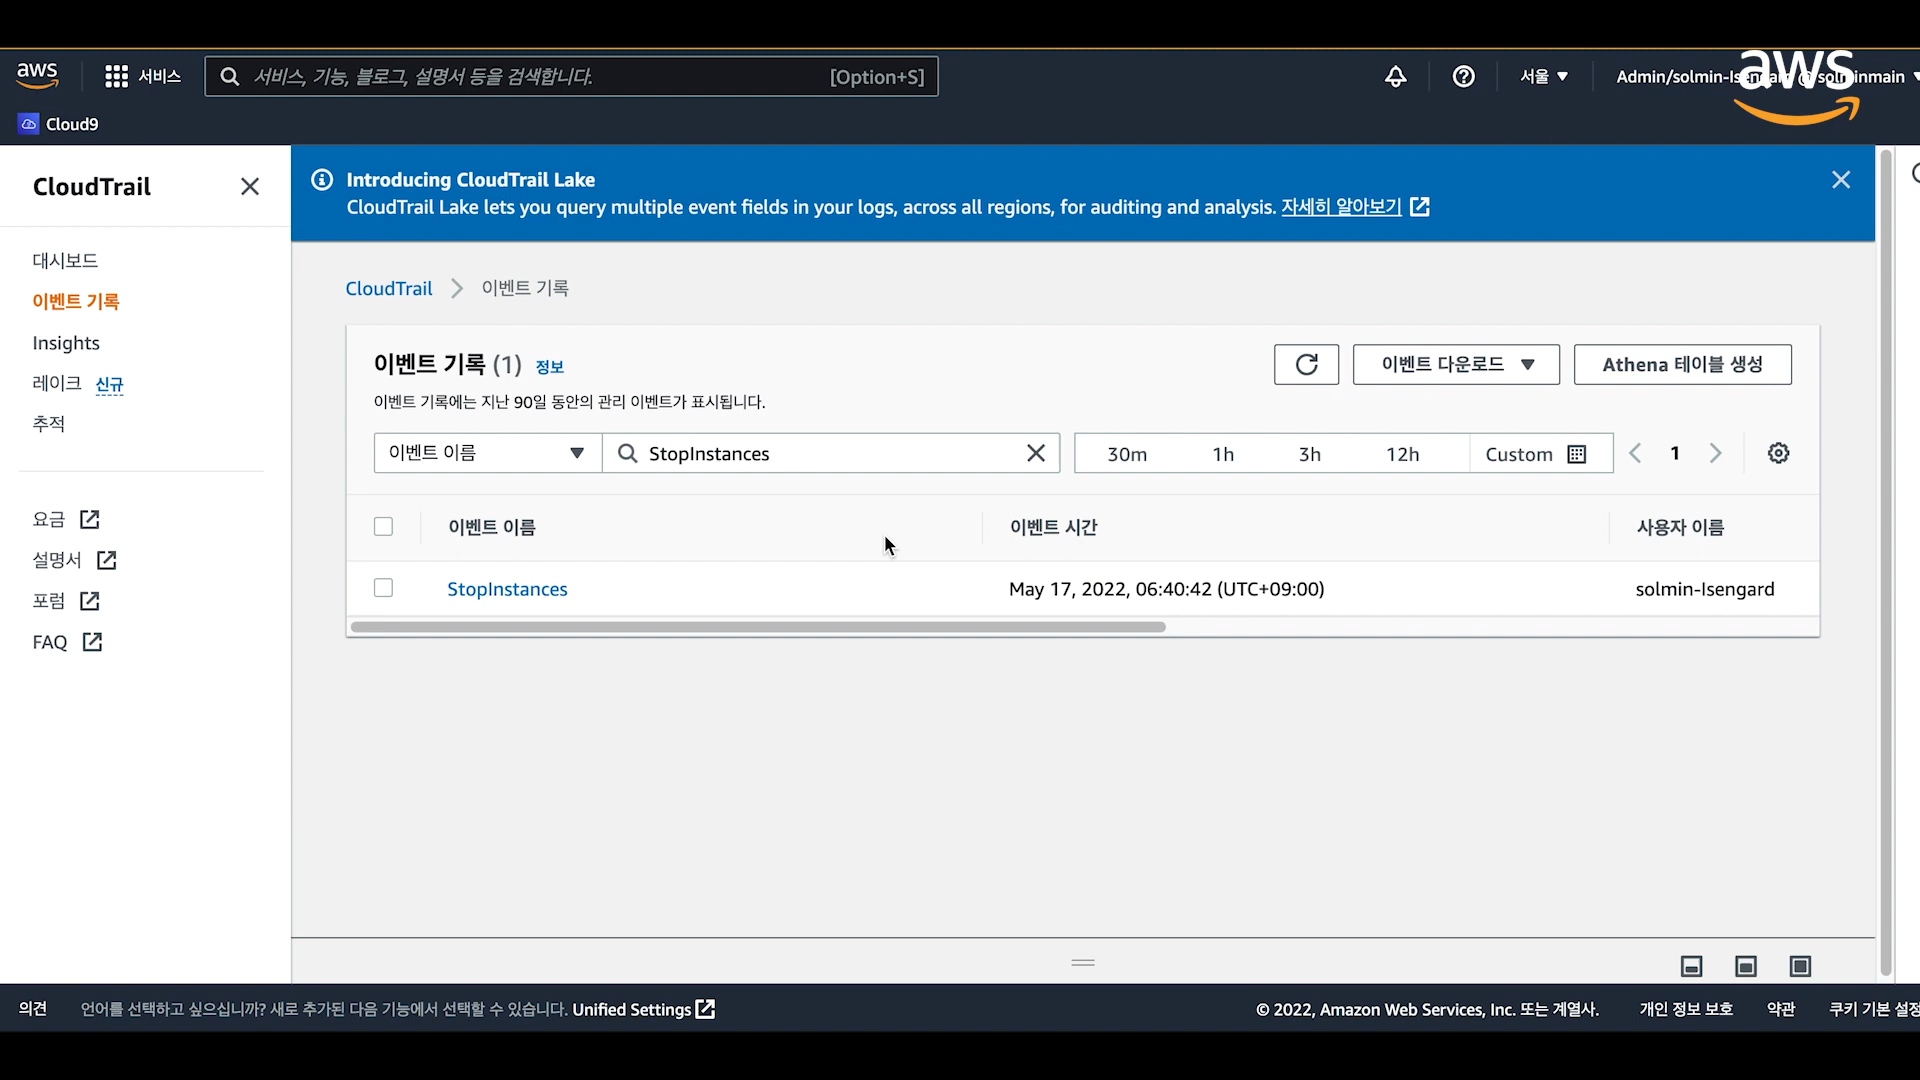 aws
서비스
서비스, 기능, 블로그, 설명서 등을 검색합니다.
[Option+S]
서울
aws
Cloud9
CloudTrail
대시보드
이벤트 기록
Insights
레이크 신규
추적
요금
설명서
포럼
FAQ
Introducing CloudTrail Lake
CloudTrail Lake lets you query multiple event fields in your logs, across all regions, for auditing and analysis. 자세히 알아보기
CloudTrail 이벤트 기록
이벤트 기록 (1) 정보
이벤트 다운로드
Athena 테이블 생성
이벤트 기록에는 지난 90일 동안의 관리 이벤트가 표시됩니다.
이벤트 이름 StopInstances 30m 1h 3h 12h Custom 1
이벤트 이름 이벤트 시간 사용자 이름
StopInstances May 17, 2022, 06:40:42 (UTC+09:00) solmin-Isengard
의견 언어를 선택하고 싶으십니까? 새로 추가된 다음 기능에서 선택할 수 있습니다. Unified Settings © 2022, Amazon Web Services, Inc. 또는 계열사. 개인 정보 보호 약관 쿠키 기본